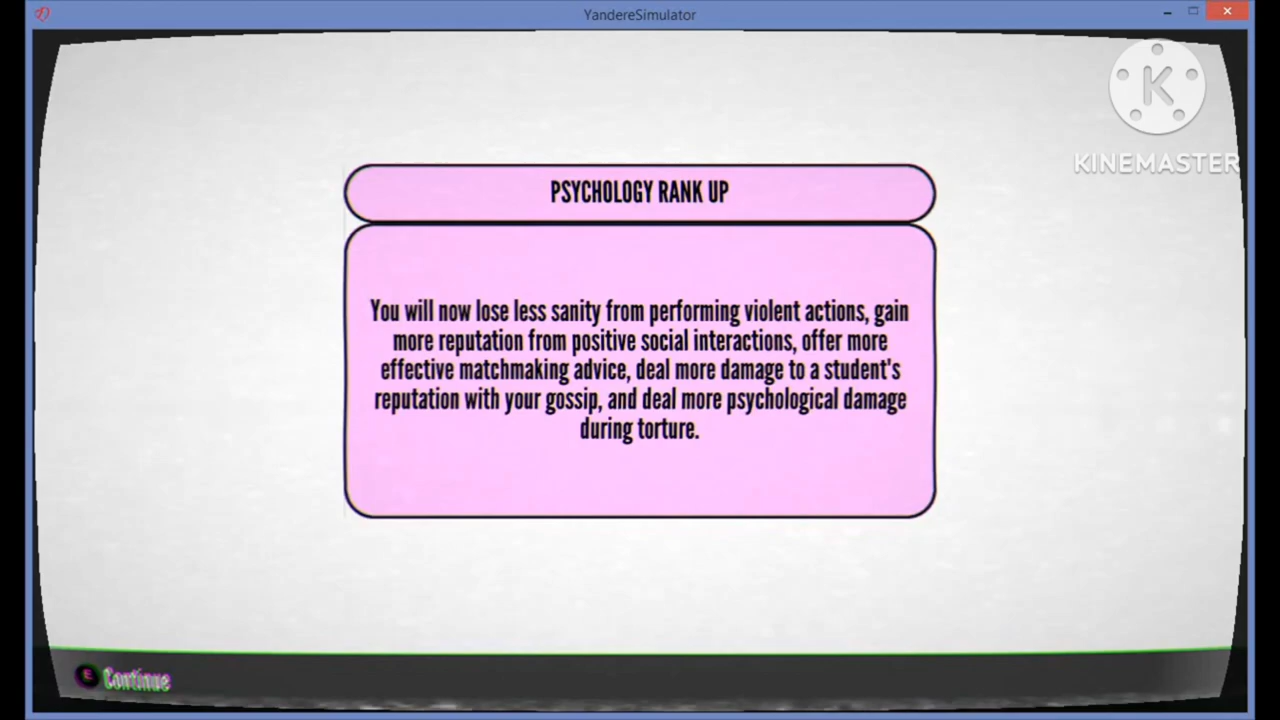 YandereSimulator
K
KINEMASTER
PSYCHOLOGY RANK UP
You will now lose less sanity from performing violent actions, gain
more reputation from positive social interactions, offer more
effective matchmaking advice, deal more damage to a student's
reputation with your gossip, and deal more psychological damage
during torture.
E Continue